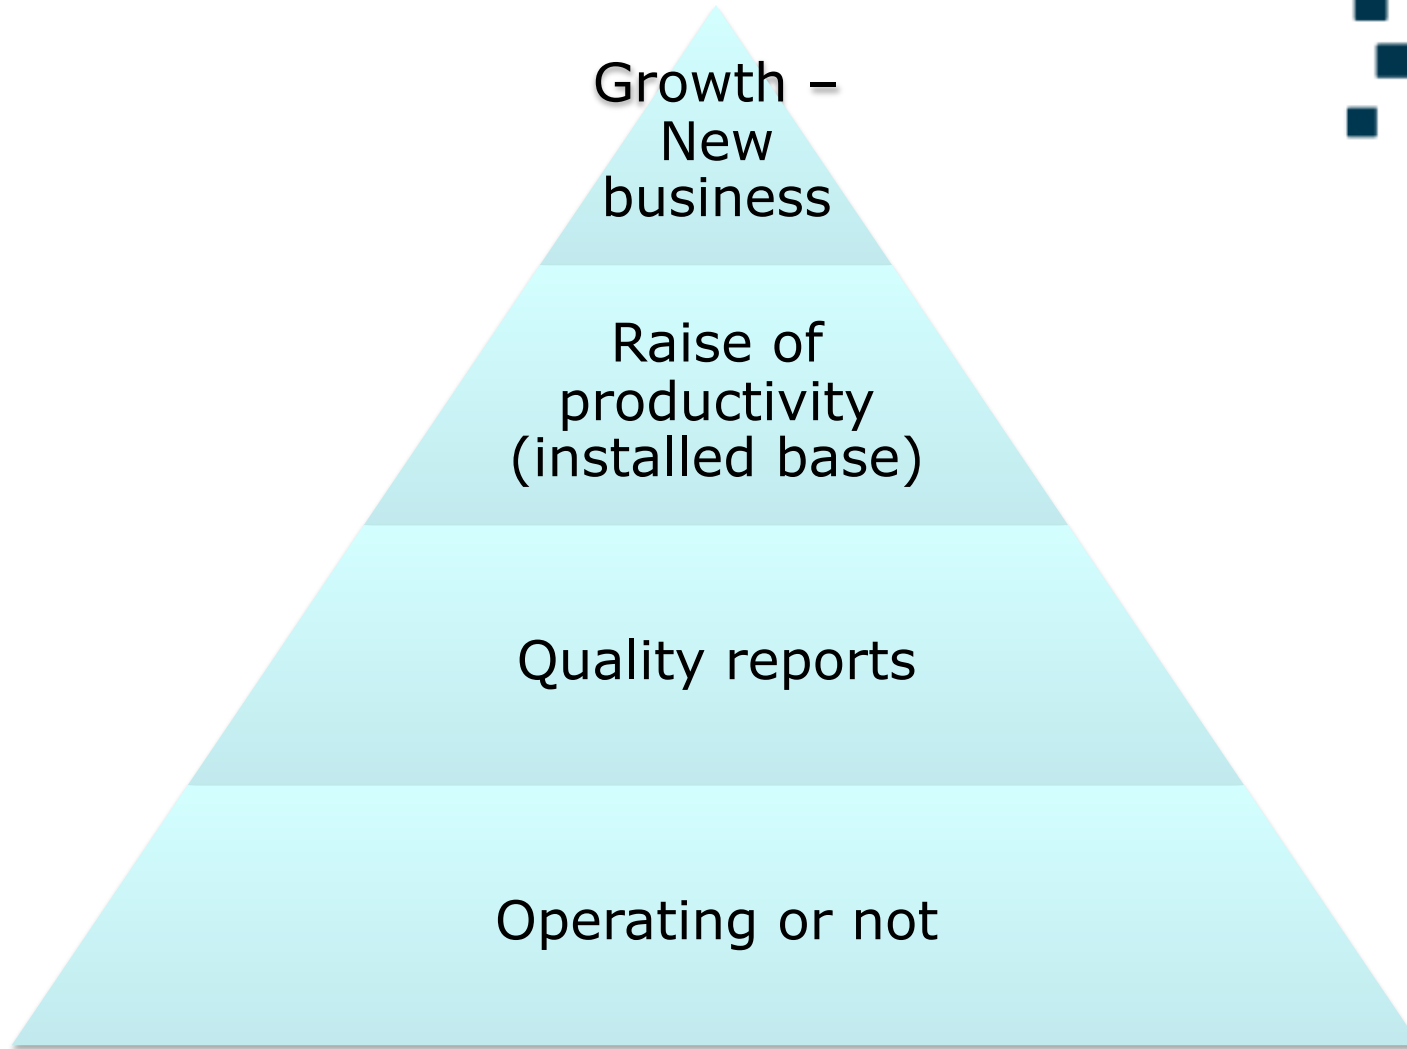 Growth –
New
business
Raise of
productivity
(installed base)
Quality reports
Operating or not